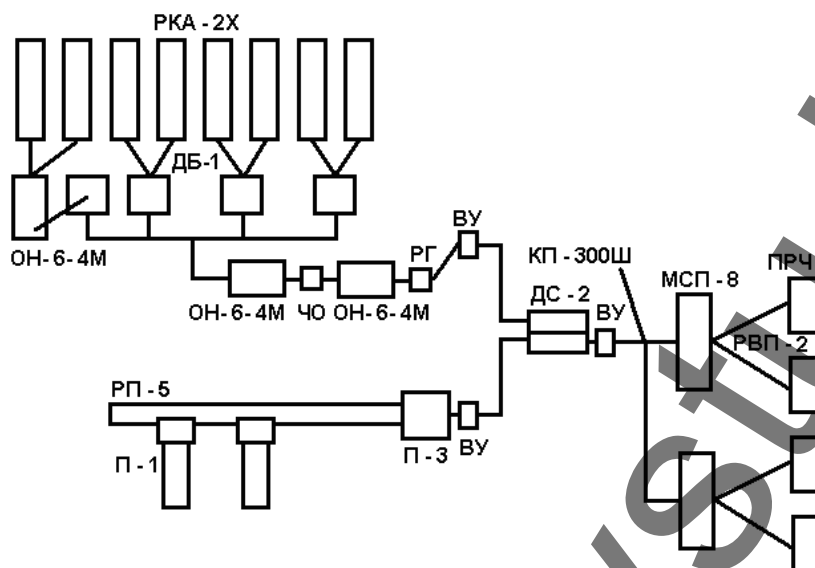 РКА - 2Х
ДБ-1
ОН- 6- 4М
ВУ
РГ
КП - 300Ш
ПРЧ
МСП - 8
ДС - 2
ВУ
ОН- 6- 4М
ЧО
ОН- 6- 4М
РВП - 2
РП - 5
П - 1
П - 3
ВУ